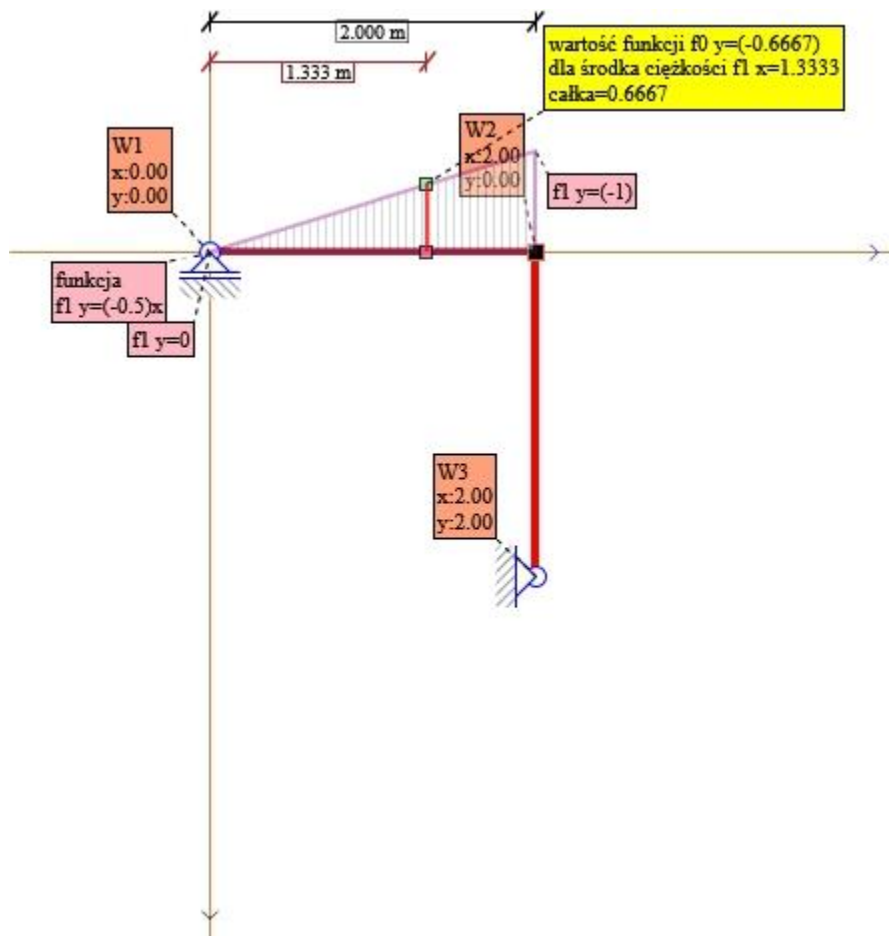 2.000 m
1.333 m
wartość funkcji f0 y=(-0.6667)
dla środka ciężkości f1 x=1.3333
całka=0.6667
W1
x:0.00
y:0.00
W2
x:2.00
y:0.00
f1 y=(-1)
funkcja
f1 y=(-0.5)x
f1 y=0
W3
x:2.00
y:2.00